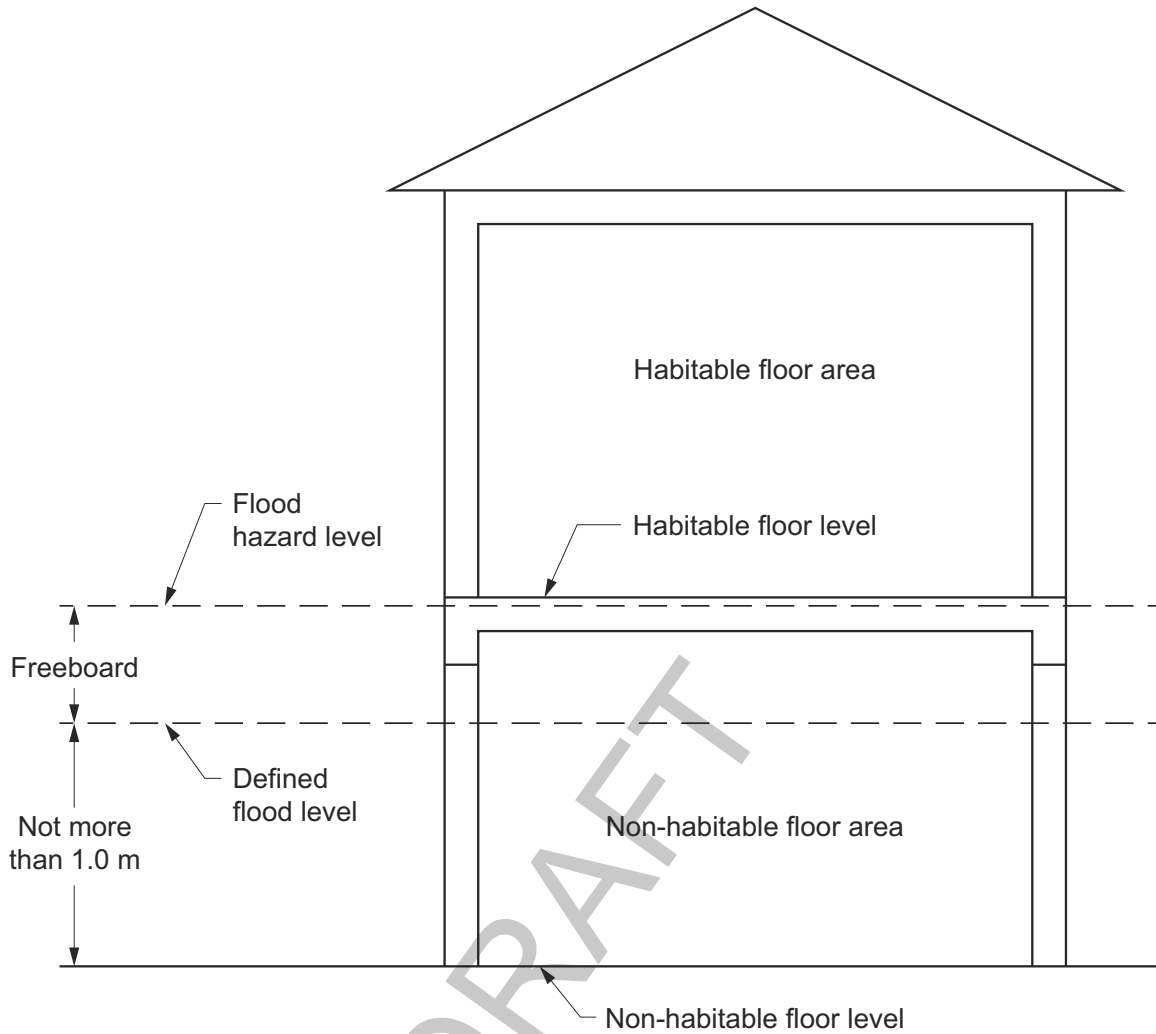 Habitable floor area
Flood
hazard level
Habitable floor level
Freeboard
Defined
flood level
Not more
than 1.0 m
Non-habitable floor area
DRAFT
Non-habitable floor level